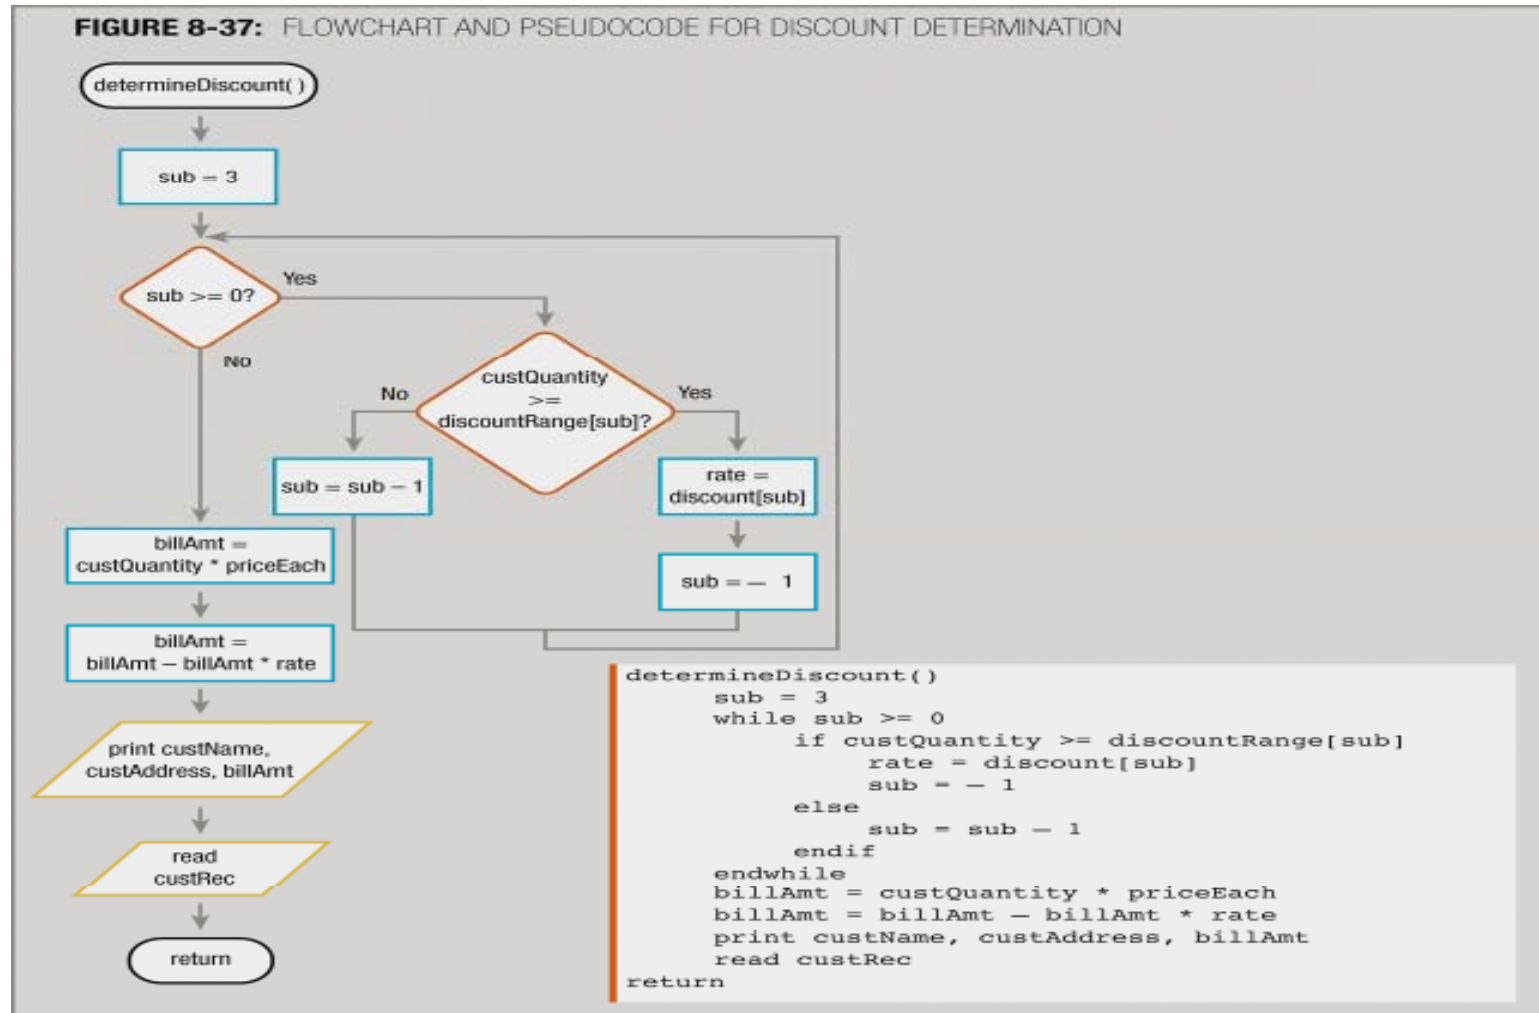 FIGURE 8-37: FLOWCHART AND PSEUDOCODE FOR DISCOUNT DETERMINATION
determineDiscount( )
sub = 3
sub >= 0?
Yes
No
custQuantity
>=
discountRange[sub]?
No
Yes
sub = sub – 1
rate =
discount[sub]
sub = – 1
billAmt =
custQuantity * priceEach
billAmt =
billAmt – billAmt * rate
print custName,
custAddress, billAmt
read
custRec
return
determineDiscount()
sub = 3
while sub >= 0
if custQuantity >= discountRange[sub]
rate = discount[sub]
sub = – 1
else
sub = sub – 1
endif
endwhile
billAmt = custQuantity * priceEach
billAmt = billAmt – billAmt * rate
print custName, custAddress, billAmt
read custRec
return